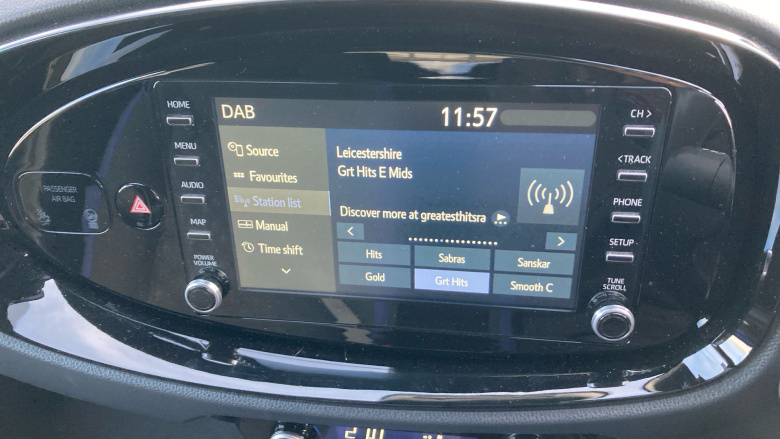 DAB
11:57
HOME
MENU
AUDIO
MAP
POWER
VOLUME
PASSENGER
AIR BAG
Source
Favourites
Station list
Manual
Time shift
Leicestershire
Grt Hits E Mids
Discover more at greatesthitsra
< >
Hits Sabras Sanskar
Gold Grt Hits Smooth C
CH >
< TRACK
PHONE
SETUP
TUNE
SCROLL